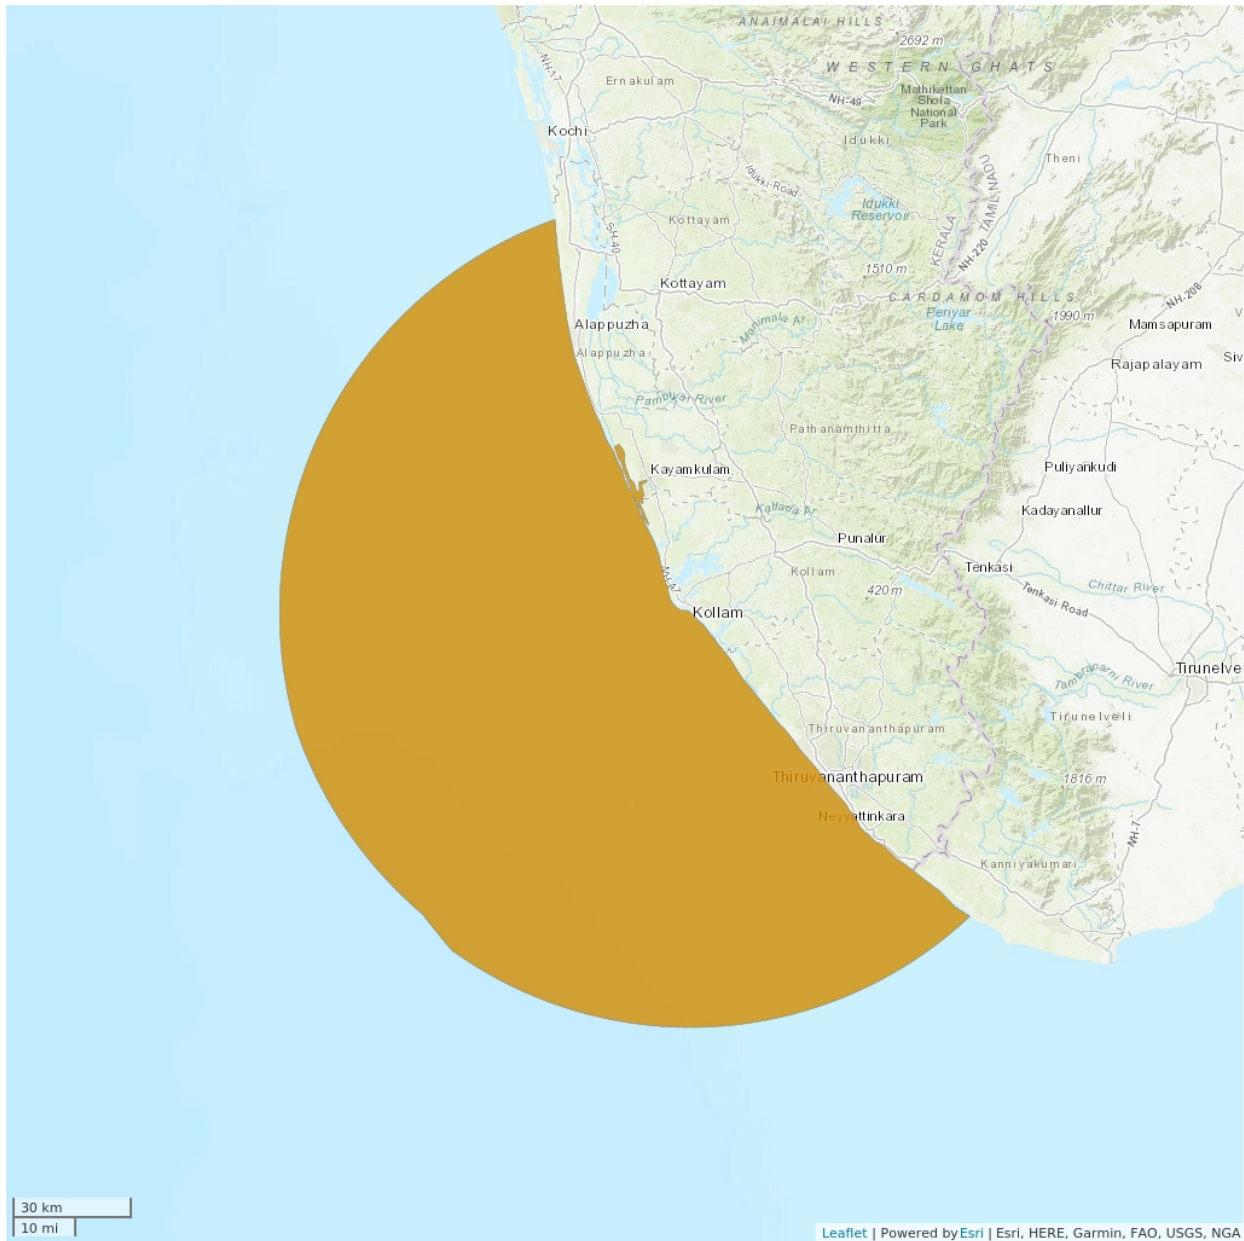 ANAIMALAI HILLS
2692 m
WESTERN GHATS
NH-17
Ernakulam
Mathikettan
Shola
National
Park
NH-49
Kochi
Idukki
Theni
Idukki-Road
Idukki
Reservoir
TAMIL NADU
KERALA
Kottayam
SH-40
NH-220
1510 m
Kottayam
CARDAMOM HILLS
NH-208
Periyar
Lake
1990 m
Alappuzha
Manimala Ar
Mamsapuram
Alappuzha
Rajapalayam
Siv
Pambiyar River
Pathanamthitta
Kayamkulam
Puliyankudi
Kallada Ar
Kadayanallur
Punalur
NH-47
Kollam
Tenkasi
420 m
Chittar River
Tenkasi Road
Kollam
Tirunelve
Tambraparni River
Tirunelveli
Thiruvananthapuram
Thiruvananthapuram
1816 m
Neyyattinkara
NH-7
Kanniyakumari
30 km
10 mi
Leaflet | Powered by Esri | Esri, HERE, Garmin, FAO, USGS, NGA